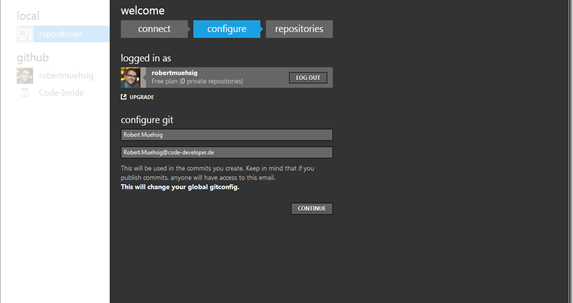 local
repositories
github
robertmuehsig
Code-Inside
welcome
connect
configure
repositories
logged in as
robertmuehsig
Free plan (0 private repositories)
LOG OUT
UPGRADE
configure git
Robert Muehsig
Robert.Muehsig@code-developer.de
This will be used in the commits you create. Keep in mind that if you
publish commits, anyone will have access to this email.
This will change your global gitconfig.
CONTINUE